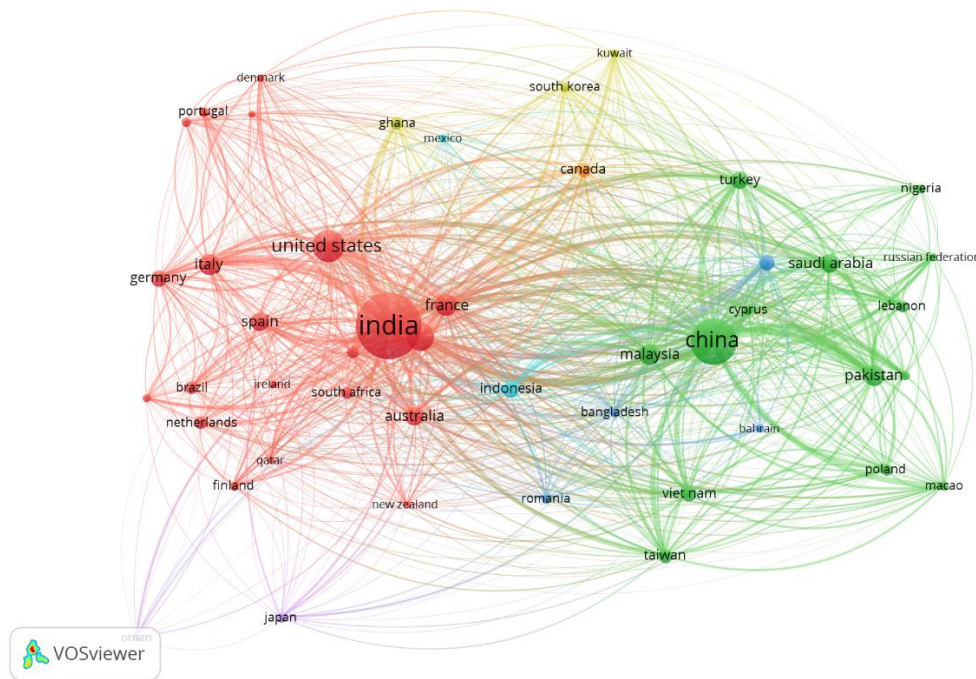 kuwait
denmark
south korea
portugal
ghana
mexico
canada
turkey
nigeria
united states
russian federation
italy
saudi arabia
germany
france
lebanon
cyprus
india
spain
china
malaysia
pakistan
brazil
ireland
south africa
indonesia
australia
bangladesh
netherlands
bahrain
qatar
poland
finland
macao
viet nam
romania
new zealand
taiwan
japan
oman
VOSviewer